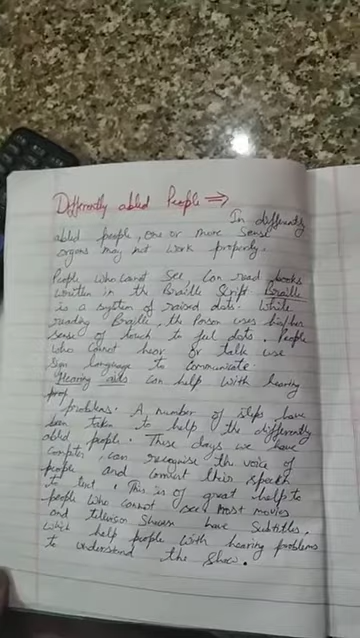 Differently abled People ⇒
In differently
abled people, one or more sense
organs may not work properly.
People who cannot see, can read books
written in th Braille Script Braille
is a system of raised dots. While
reading Braille, the Person uses his/her
sense of touch to feel dots. People
who cannot hear or talk use
sign language to communicate.
Hearing aids can help with hearing
prof
problems. A number of steps have
been taken to help the differently
abled people. These days we have
computer, can recognise the voice of
people and convert their speech
to text. This is of great help to
people who cannot see most movies
and television Shows have Subtitles.
which help people with hearing problems
to understand the show.